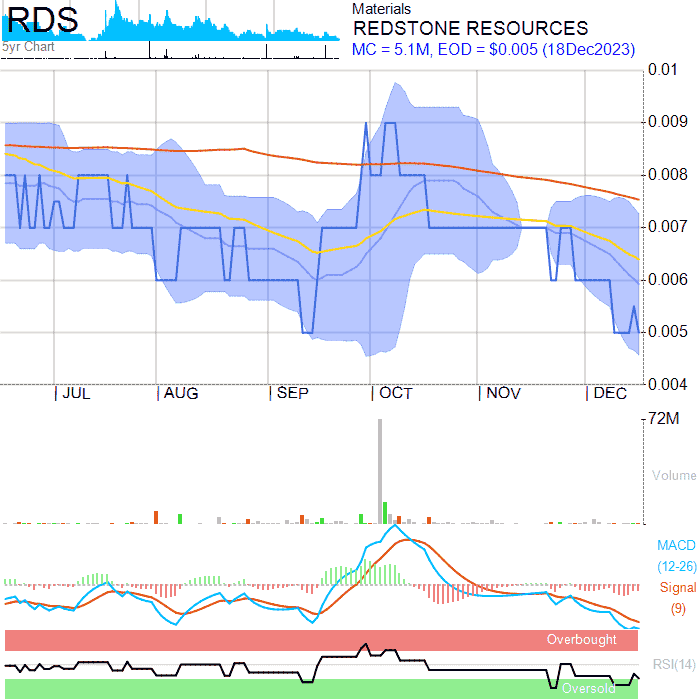 RDS
5yr Chart
Materials
REDSTONE RESOURCES
MC = 5.1M, EOD = $0.005 (18Dec2023)
0.01
0.009
0.008
0.007
0.006
0.005
0.004
JUL AUG SEP OCT NOV DEC
72M
Volume
MACD
(12-26)
Signal
(9)
Overbought
RSI(14)
Oversold